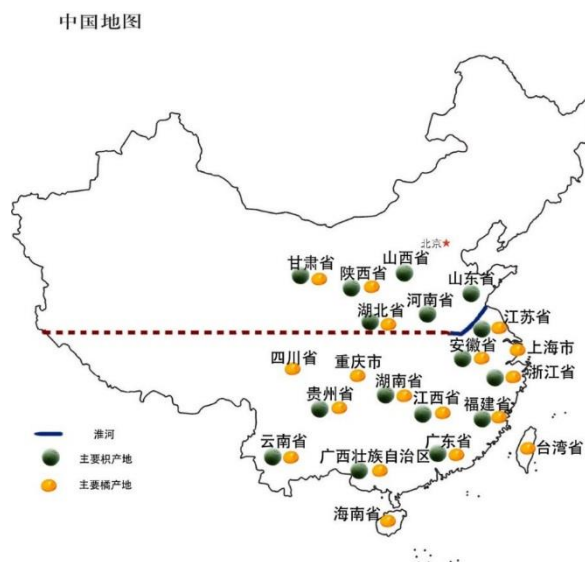 中国地图
北京
甘肃省
陕西省
山西省
山东省
湖北省
河南省
江苏省
安徽省
上海市
四川省
重庆市
浙江省
贵州省
湖南省
江西省
福建省
云南省
广西壮族自治区
广东省
台湾省
海南省
淮河
主要枳产地
主要橘产地